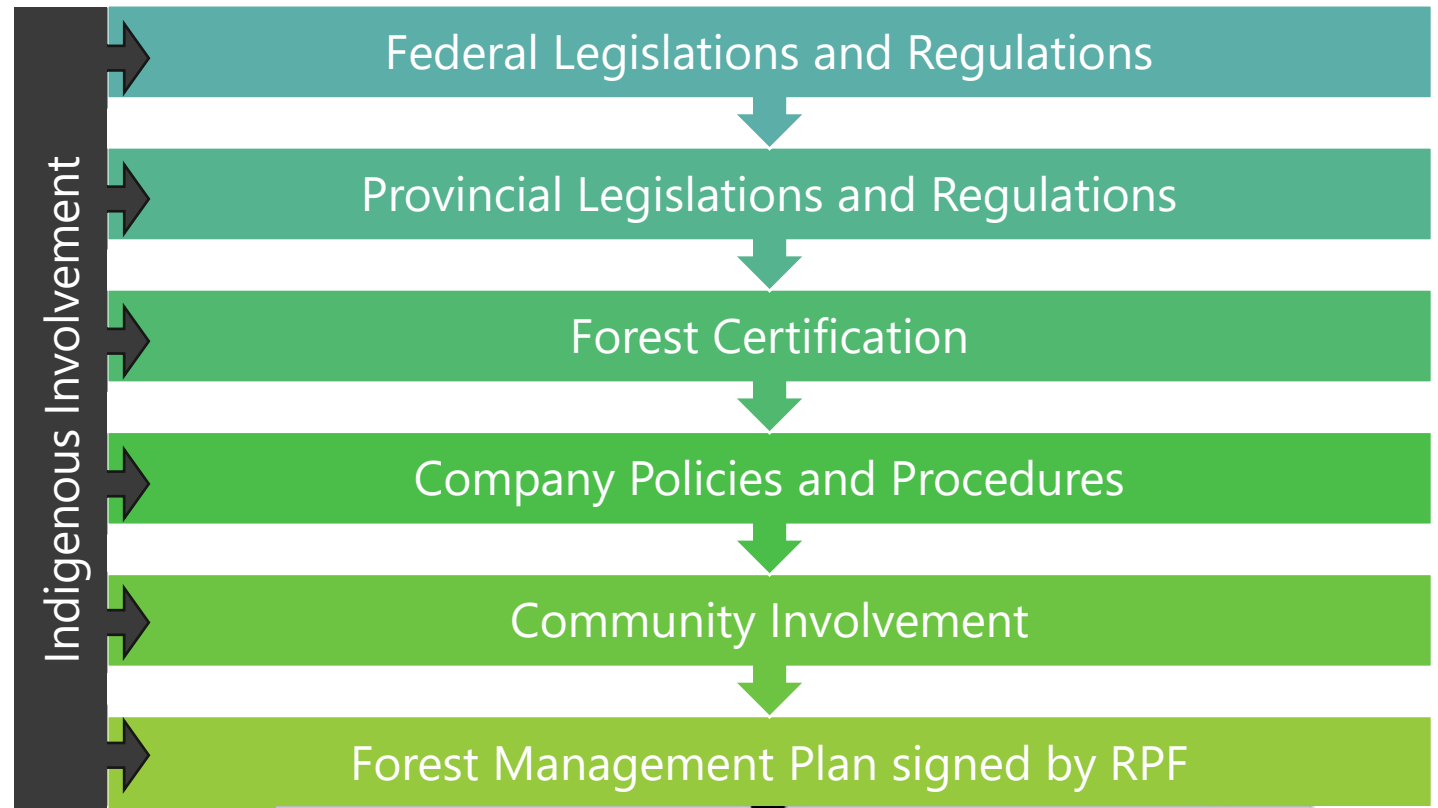 Indigenous Involvement
Federal Legislations and Regulations
Provincial Legislations and Regulations
Forest Certification
Company Policies and Procedures
Community Involvement
Forest Management Plan signed by RPF